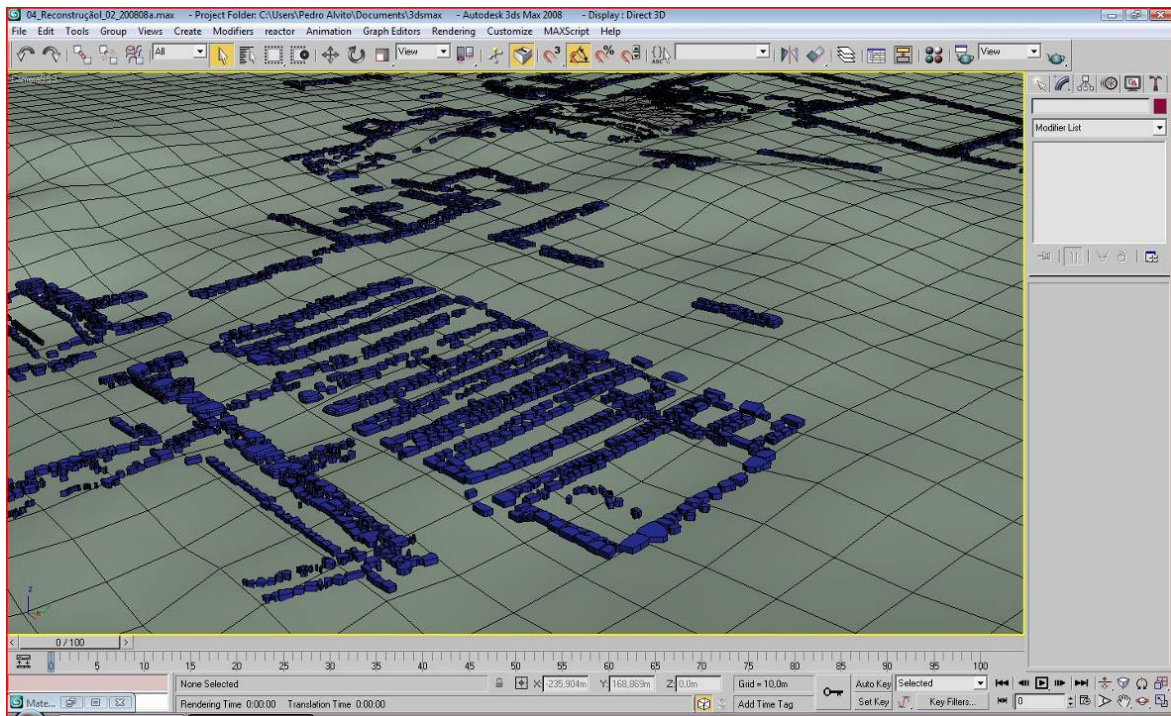 04_ReconstruçãoI_02_200808a.max - Project Folder: C:\Users\Pedro Alvito\Documents\3dsmax - Autodesk 3ds Max 2008 - Display : Direct 3D
File Edit Tools Group Views Create Modifiers reactor Animation Graph Editors Rendering Customize MAXScript Help
All View View
Modifier List
0 / 100
0 5 10 15 20 25 30 35 40 45 50 55 60 65 70 75 80 85 90 95 100
None Selected X: -235,904m Y: 168,869m Z: 0,0m Grid = 10,0m Auto Key Selected
Mate... Rendering Time 0:00:00 Translation Time 0:00:00 Add Time Tag Set Key Key Filters... 0
z